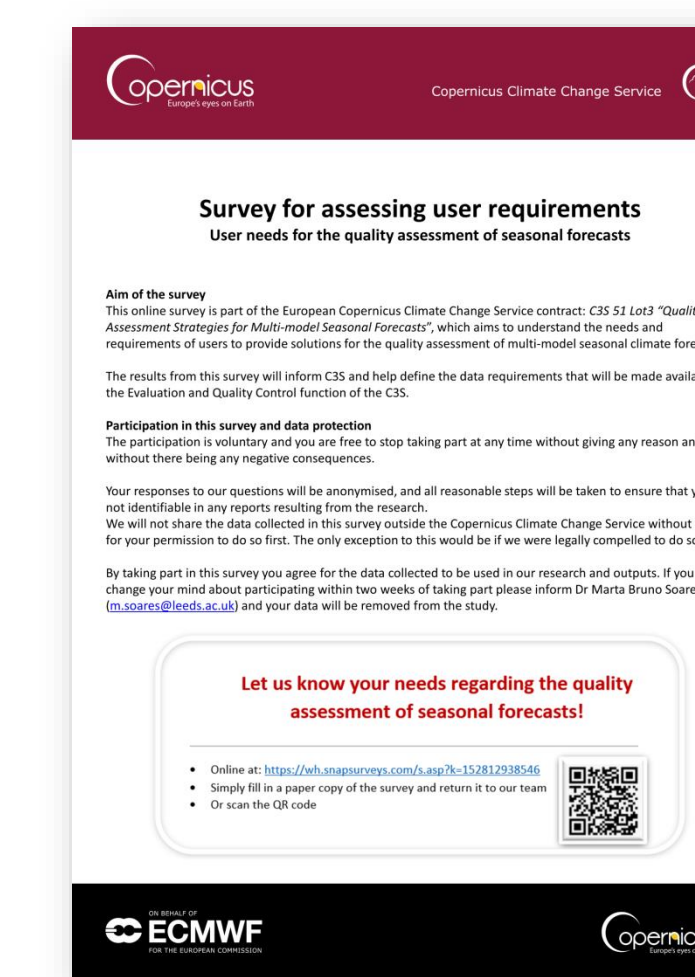 opernicus
Europe's eyes on Earth
Copernicus Climate Change Service
Survey for assessing user requirements
User needs for the quality assessment of seasonal forecasts
Aim of the survey
This online survey is part of the European Copernicus Climate Change Service contract: C3S 51 Lot3 “Qualit
Assessment Strategies for Multi-model Seasonal Forecasts”, which aims to understand the needs and
requirements of users to provide solutions for the quality assessment of multi-model seasonal climate fore
The results from this survey will inform C3S and help define the data requirements that will be made availa
the Evaluation and Quality Control function of the C3S.
Participation in this survey and data protection
The participation is voluntary and you are free to stop taking part at any time without giving any reason an
without there being any negative consequences.
Your responses to our questions will be anonymised, and all reasonable steps will be taken to ensure that y
not identifiable in any reports resulting from the research.
We will not share the data collected in this survey outside the Copernicus Climate Change Service without
for your permission to do so first. The only exception to this would be if we were legally compelled to do so
By taking part in this survey you agree for the data collected to be used in our research and outputs. If you
change your mind about participating within two weeks of taking part please inform Dr Marta Bruno Soare
(m.soares@leeds.ac.uk) and your data will be removed from the study.
Let us know your needs regarding the quality
assessment of seasonal forecasts!
• Online at: https://wh.snapsurveys.com/s.asp?k=152812938546
• Simply fill in a paper copy of the survey and return it to our team
• Or scan the QR code
ON BEHALF OF
ECMWF
FOR THE EUROPEAN COMMISSION
opernic
Europe's eyes o